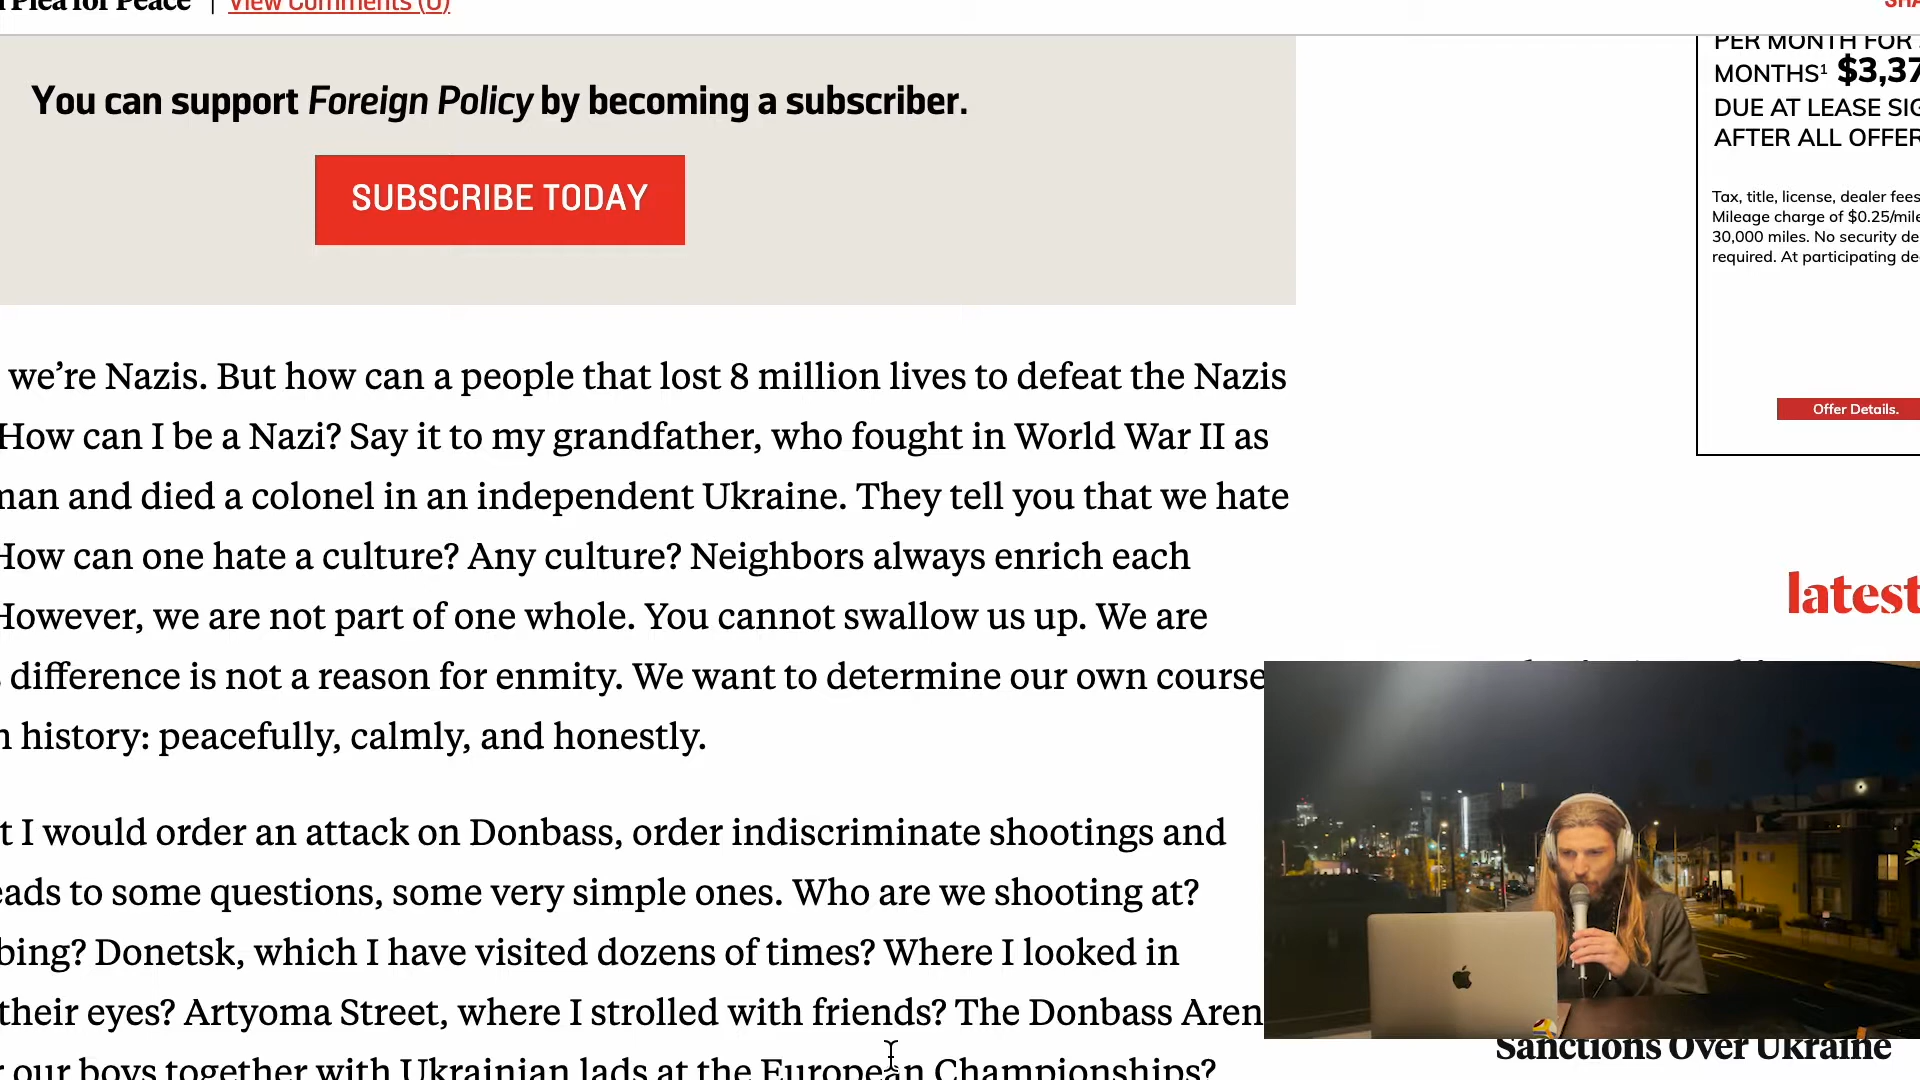 Plea for Peace | View Comments (0)
You can support Foreign Policy by becoming a subscriber.
SUBSCRIBE TODAY
we’re Nazis. But how can a people that lost 8 million lives to defeat the Nazis
How can I be a Nazi? Say it to my grandfather, who fought in World War II as
man and died a colonel in an independent Ukraine. They tell you that we hate
How can one hate a culture? Any culture? Neighbors always enrich each
However, we are not part of one whole. You cannot swallow us up. We are
difference is not a reason for enmity. We want to determine our own course
history: peacefully, calmly, and honestly.
t I would order an attack on Donbass, order indiscriminate shootings and
eads to some questions, some very simple ones. Who are we shooting at?
bing? Donetsk, which I have visited dozens of times? Where I looked in
their eyes? Artyoma Street, where I strolled with friends? The Donbass Aren
our boys together with Ukrainian lads at the European Championships?
SHA
PER MONTH FOR
MONTHS¹ $3,37
DUE AT LEASE SIG
AFTER ALL OFFER
Tax, title, license, dealer fees
Mileage charge of $0.25/mile
30,000 miles. No security de
required. At participating de
Offer Details.
latest
Sanctions Over Ukraine